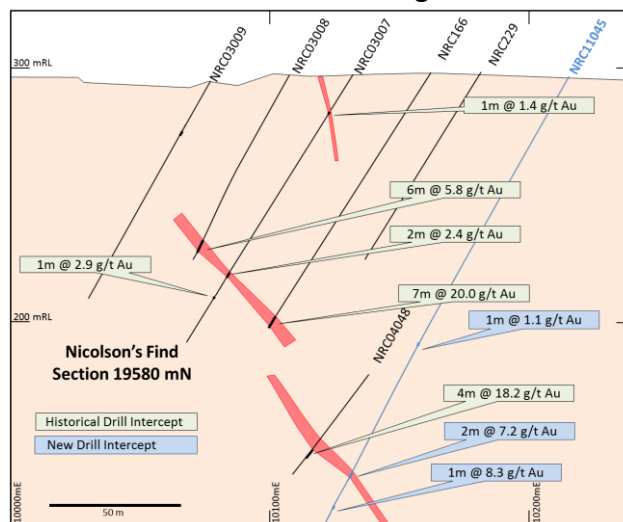 300 mRL
NRC03009
NRC03008
NRC03007
NRC166
NRC229
NRC11045
1m @ 1.4 g/t Au
6m @ 5.8 g/t Au
2m @ 2.4 g/t Au
1m @ 2.9 g/t Au
7m @ 20.0 g/t Au
200 mRL
1m @ 1.1 g/t Au
NRC04048
Nicolson's Find
Section 19580 mN
4m @ 18.2 g/t Au
Historical Drill Intercept
2m @ 7.2 g/t Au
New Drill Intercept
1m @ 8.3 g/t Au
50 m
10000mE
10100mE
10200mE